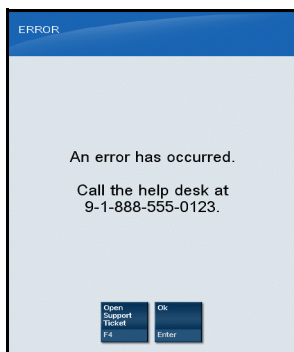 ERROR
An error has occurred.
Call the help desk at
9-1-888-555-0123.
Open
Support
Ticket
F4
Ok
Enter